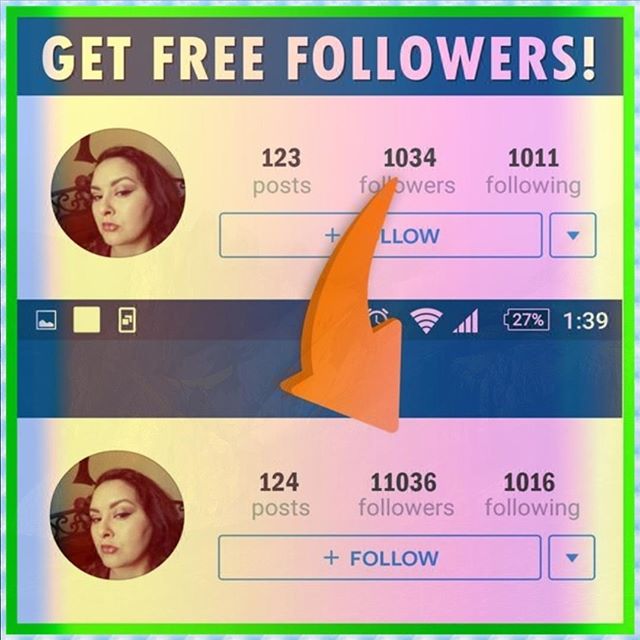 GET FREE FOLLOWERS!
123 1034 1011
posts followers following
+ LLOW
27% 1:39
124 11036 1016
posts followers following
+ FOLLOW